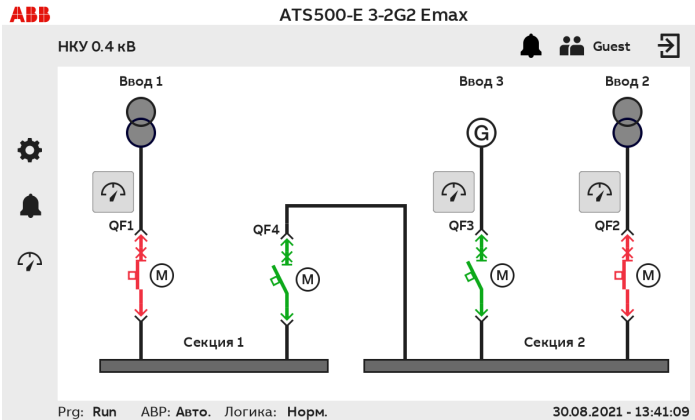 ABB
ATS500-E 3-2G2 Emax
НКУ 0.4 кВ
Guest
Ввод 1
Ввод 3
Ввод 2
G
QF1
QF4
QF3
QF2
M
M
M
M
Секция 1
Секция 2
Prg: Run АВР: Авто. Логика: Норм.
30.08.2021 - 13:41:09